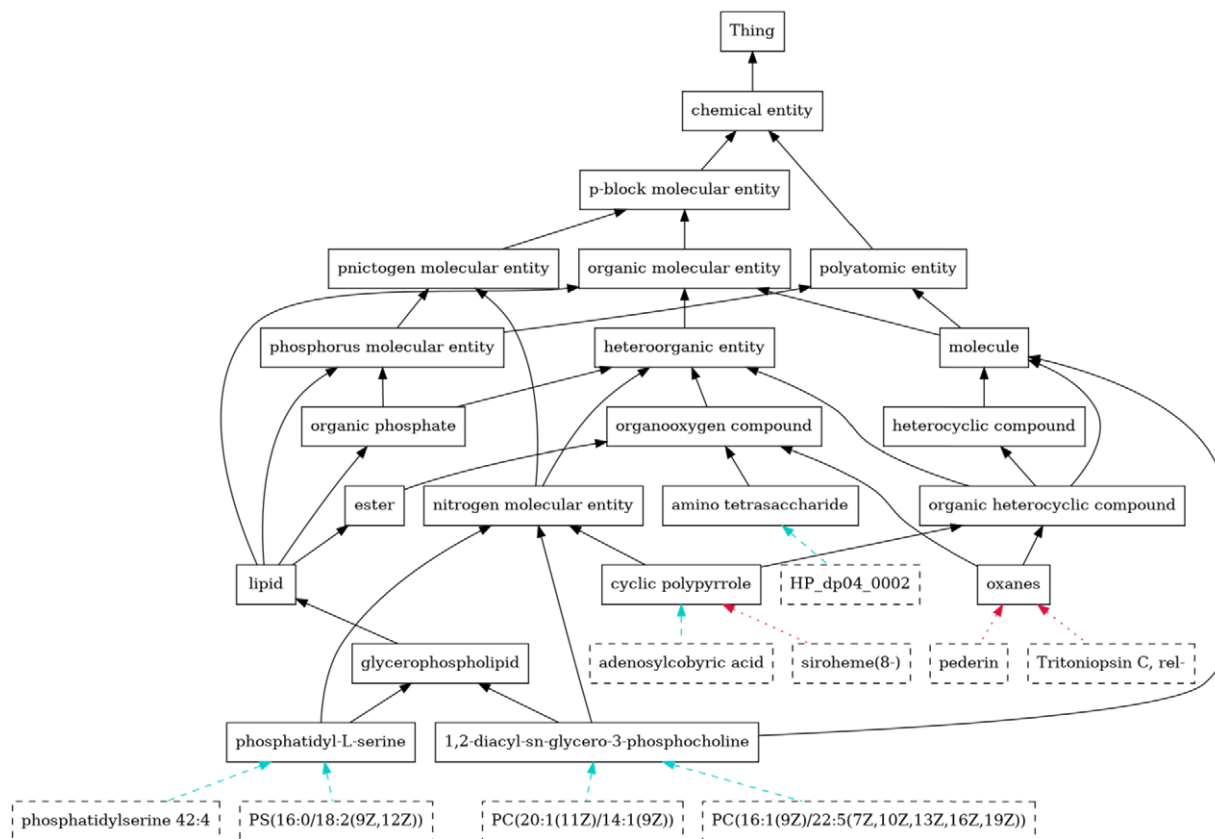 Thing
chemical entity
p-block molecular entity
pnictogen molecular entity
organic molecular entity
polyatomic entity
phosphorus molecular entity
heteroorganic entity
molecule
organic phosphate
organooxygen compound
heterocyclic compound
ester
nitrogen molecular entity
amino tetrasaccharide
organic heterocyclic compound
lipid
cyclic polypyrrole
HP_dp04_0002
oxanes
glycerophospholipid
adenosylcobyric acid
siroheme(8-)
pederin
Tritoniopsin C, rel-
phosphatidyl-L-serine
1,2-diacyl-sn-glycero-3-phosphocholine
phosphatidylserine 42:4
PS(16:0/18:2(9Z,12Z))
PC(20:1(11Z)/14:1(9Z))
PC(16:1(9Z)/22:5(7Z,10Z,13Z,16Z,19Z))